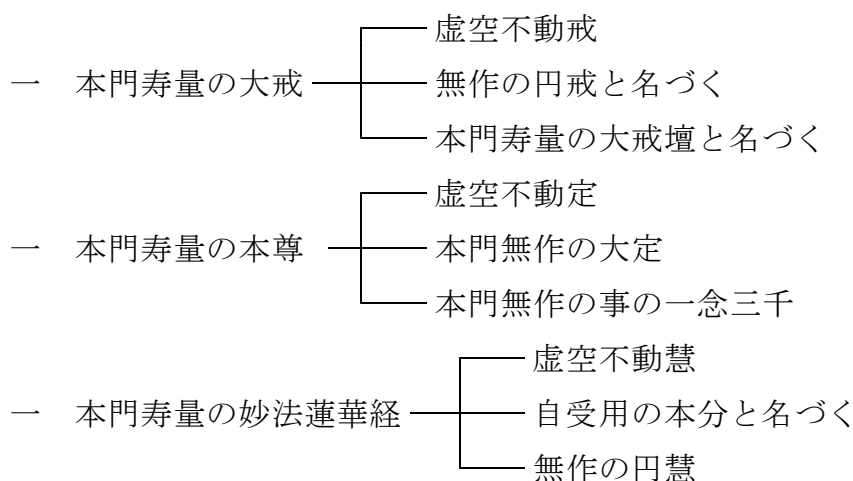 虚空不動戒
一　本門寿量の大戒
無作の円戒と名づく
本門寿量の大戒壇と名づく
虚空不動定
一　本門寿量の本尊
本門無作の大定
本門無作の事の一念三千
虚空不動慧
一　本門寿量の妙法蓮華経
自受用の本分と名づく
無作の円慧